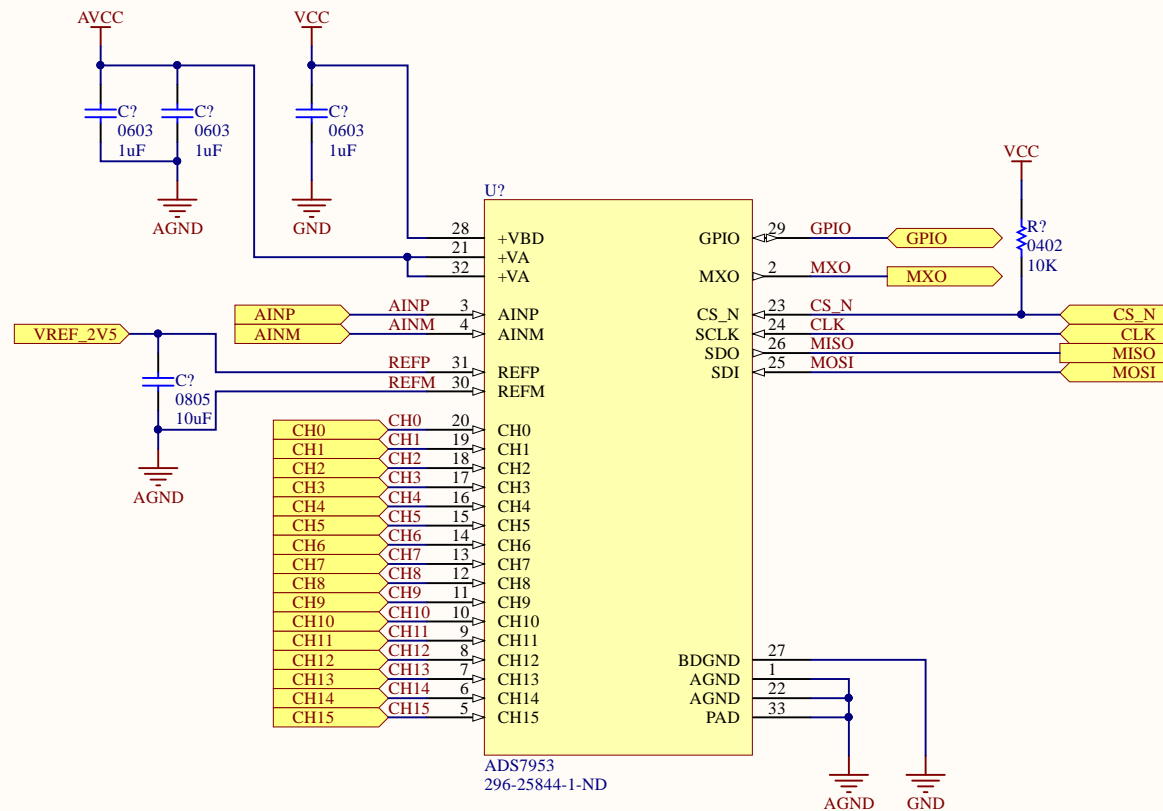 AVCC
VCC
C?
0603
1uF
C?
0603
1uF
C?
0603
1uF
AGND
GND
VCC
R?
0402
10K
U?
28 +VBD
21 +VA
32 +VA
AINP AINP 3 AINP
AINM AINM 4 AINM
VREF_2V5
REFP 31 REFP
REFM 30 REFM
C?
0805
10uF
AGND
CH0 CH0 20 CH0
CH1 CH1 19 CH1
CH2 CH2 18 CH2
CH3 CH3 17 CH3
CH4 CH4 16 CH4
CH5 CH5 15 CH5
CH6 CH6 14 CH6
CH7 CH7 13 CH7
CH8 CH8 12 CH8
CH9 CH9 11 CH9
CH10 CH10 10 CH10
CH11 CH11 9 CH11
CH12 CH12 8 CH12
CH13 CH13 7 CH13
CH14 CH14 6 CH14
CH15 CH15 5 CH15
GPIO 29 GPIO GPIO
MXO 2 MXO MXO
CS_N 23 CS_N CS_N
SCLK 24 CLK CLK
SDO 26 MISO MISO
SDI 25 MOSI MOSI
BDGND 27
AGND 1
AGND 22
PAD 33
ADS7953
296-25844-1-ND
AGND
GND